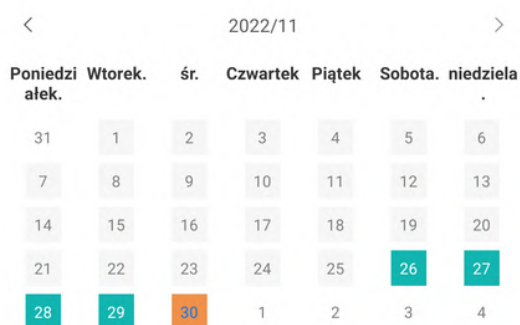 < 2022/11 >
Poniedzi Wtorek. śr. Czwartek Piątek Sobota. niedziela
ałek. .
31 1 2 3 4 5 6
7 8 9 10 11 12 13
14 15 16 17 18 19 20
21 22 23 24 25 26 27
28 29 30 1 2 3 4